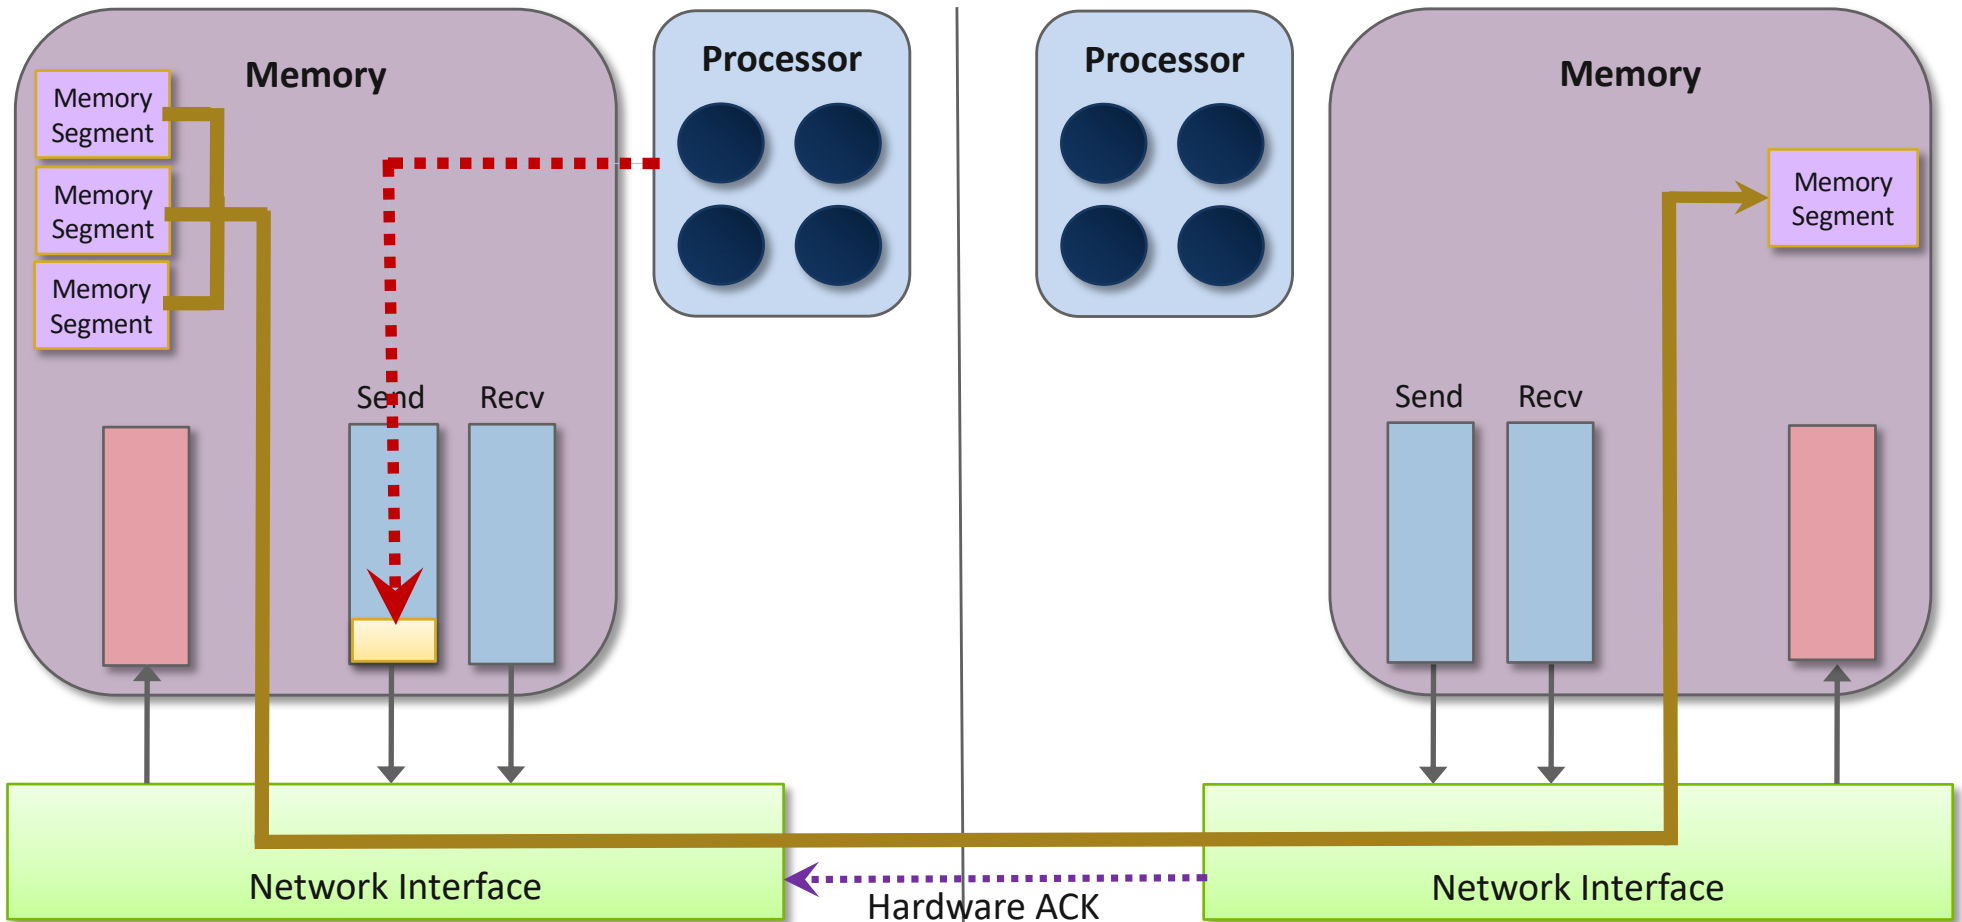 Memory
Processor
Processor
Memory
Memory
Segment
Memory
Segment
Memory
Segment
Memory
Segment
Send
Recv
Send
Recv
Network Interface
Hardware ACK
Network Interface